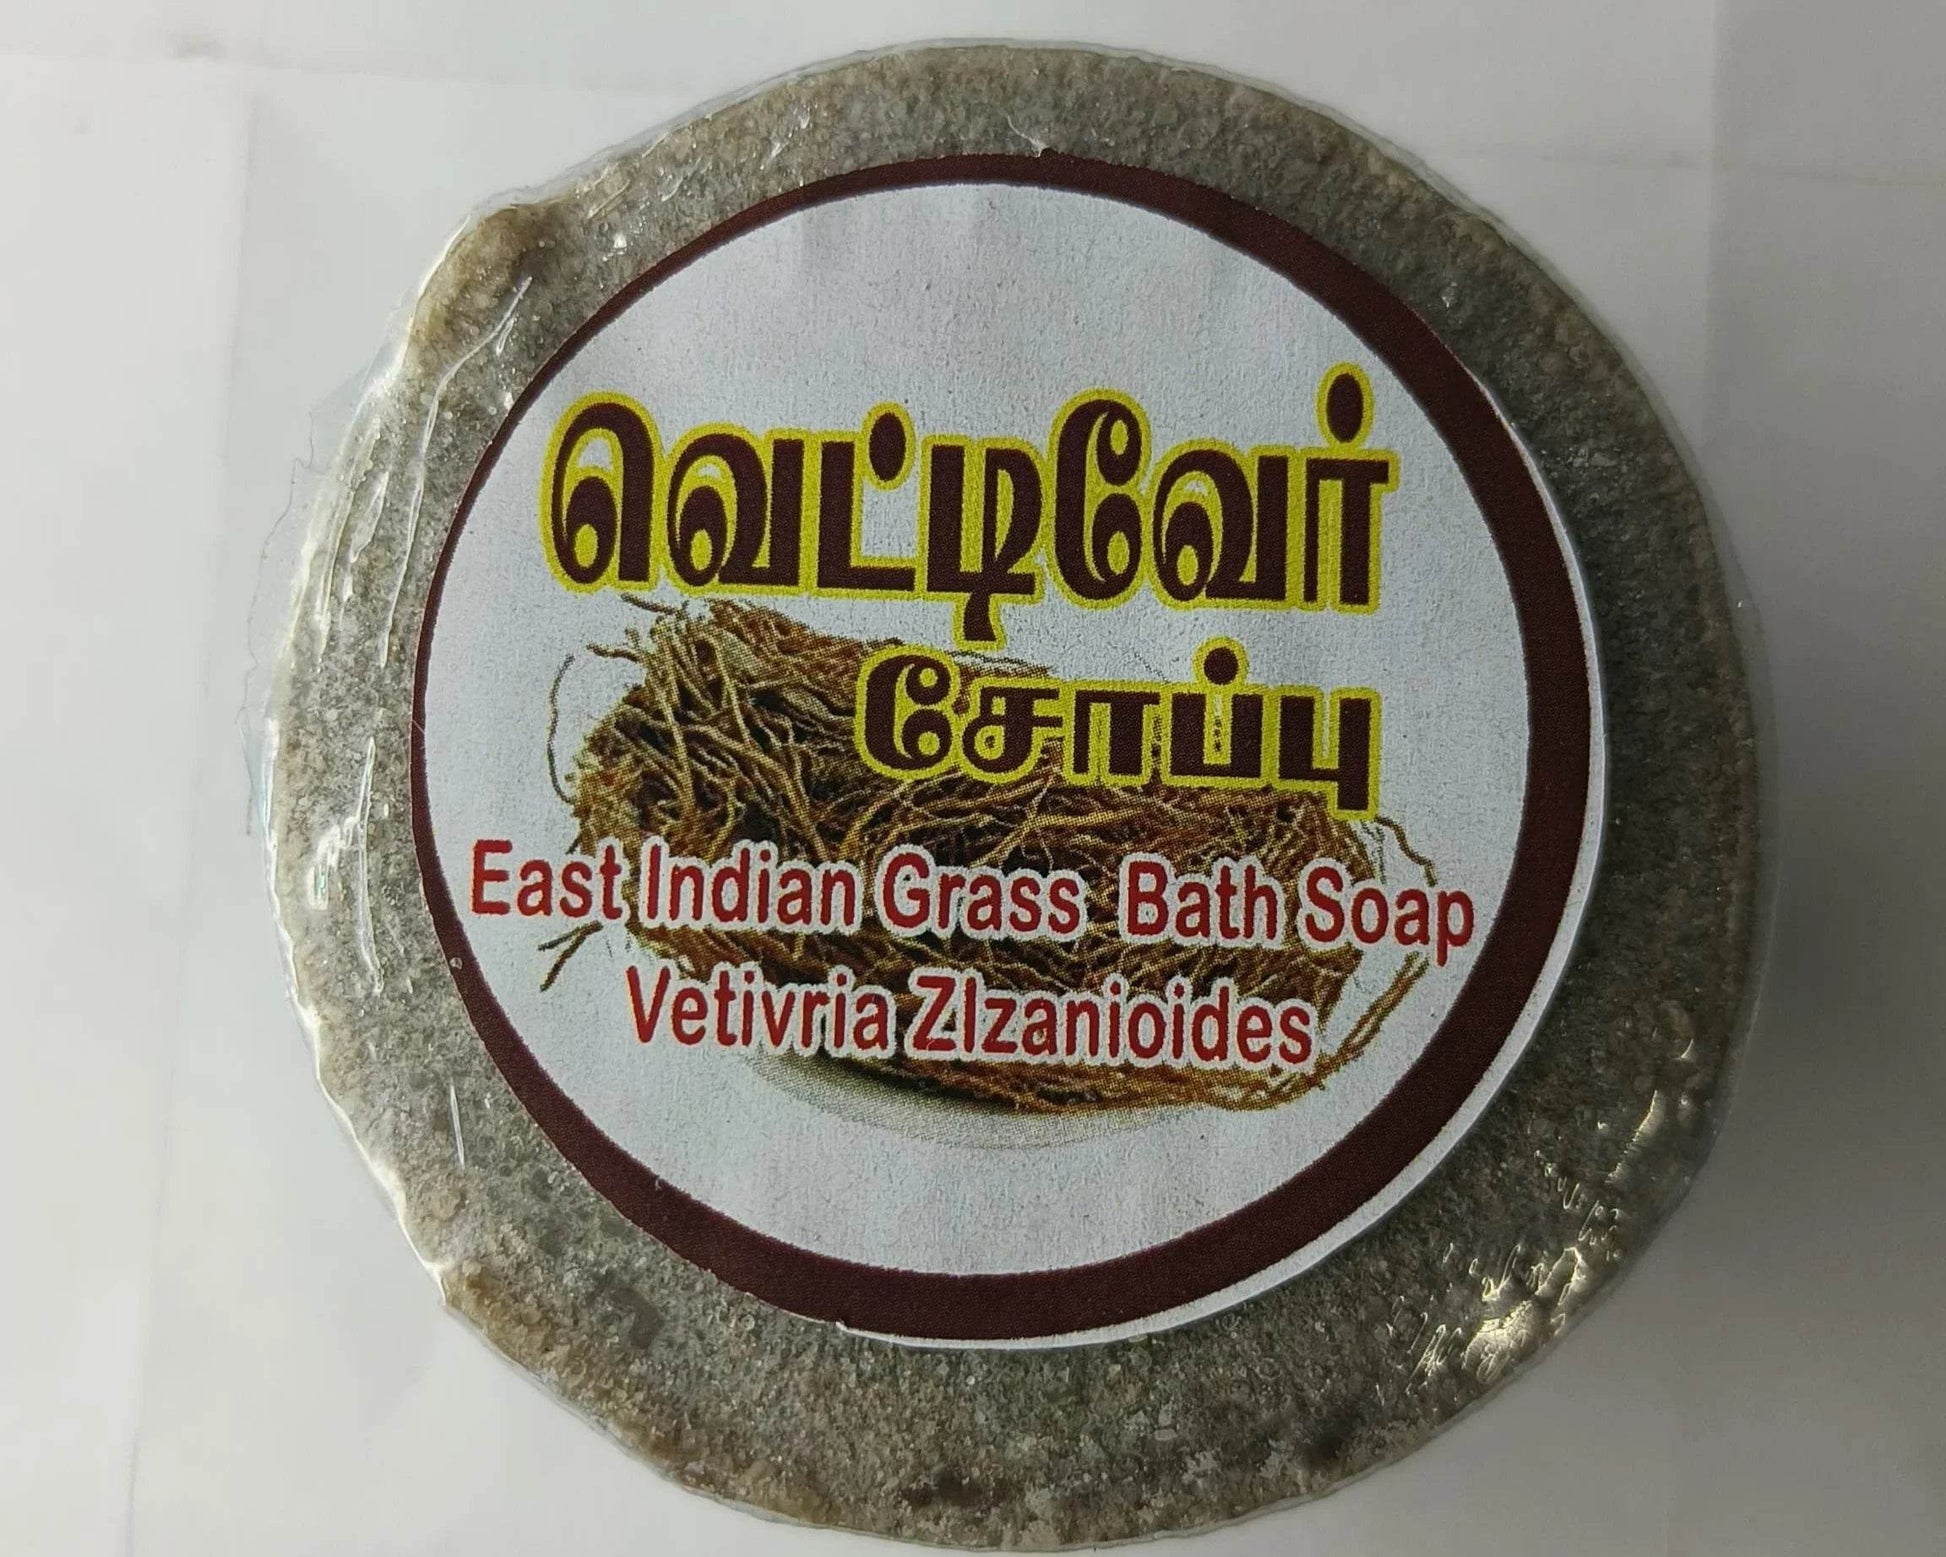 வெட்டிவேர்
சோப்பு
East Indian Grass Bath Soap
Vetivria ZIzanioides